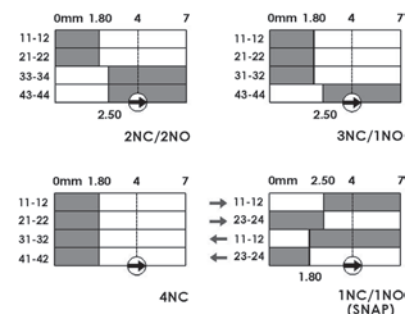 0mm 1.80 4 7
11-12
21-22
33-34
43-44
2.50
2NC/2NO
0mm 1.80 4 7
11-12
21-22
31-32
43-44
2.50
3NC/1NO
0mm 1.80 4 7
11-12
21-22
31-32
41-42
4NC
0mm 2.50 4 7
11-12
23-24
11-12
23-24
1.80
1NC/1NO
(SNAP)